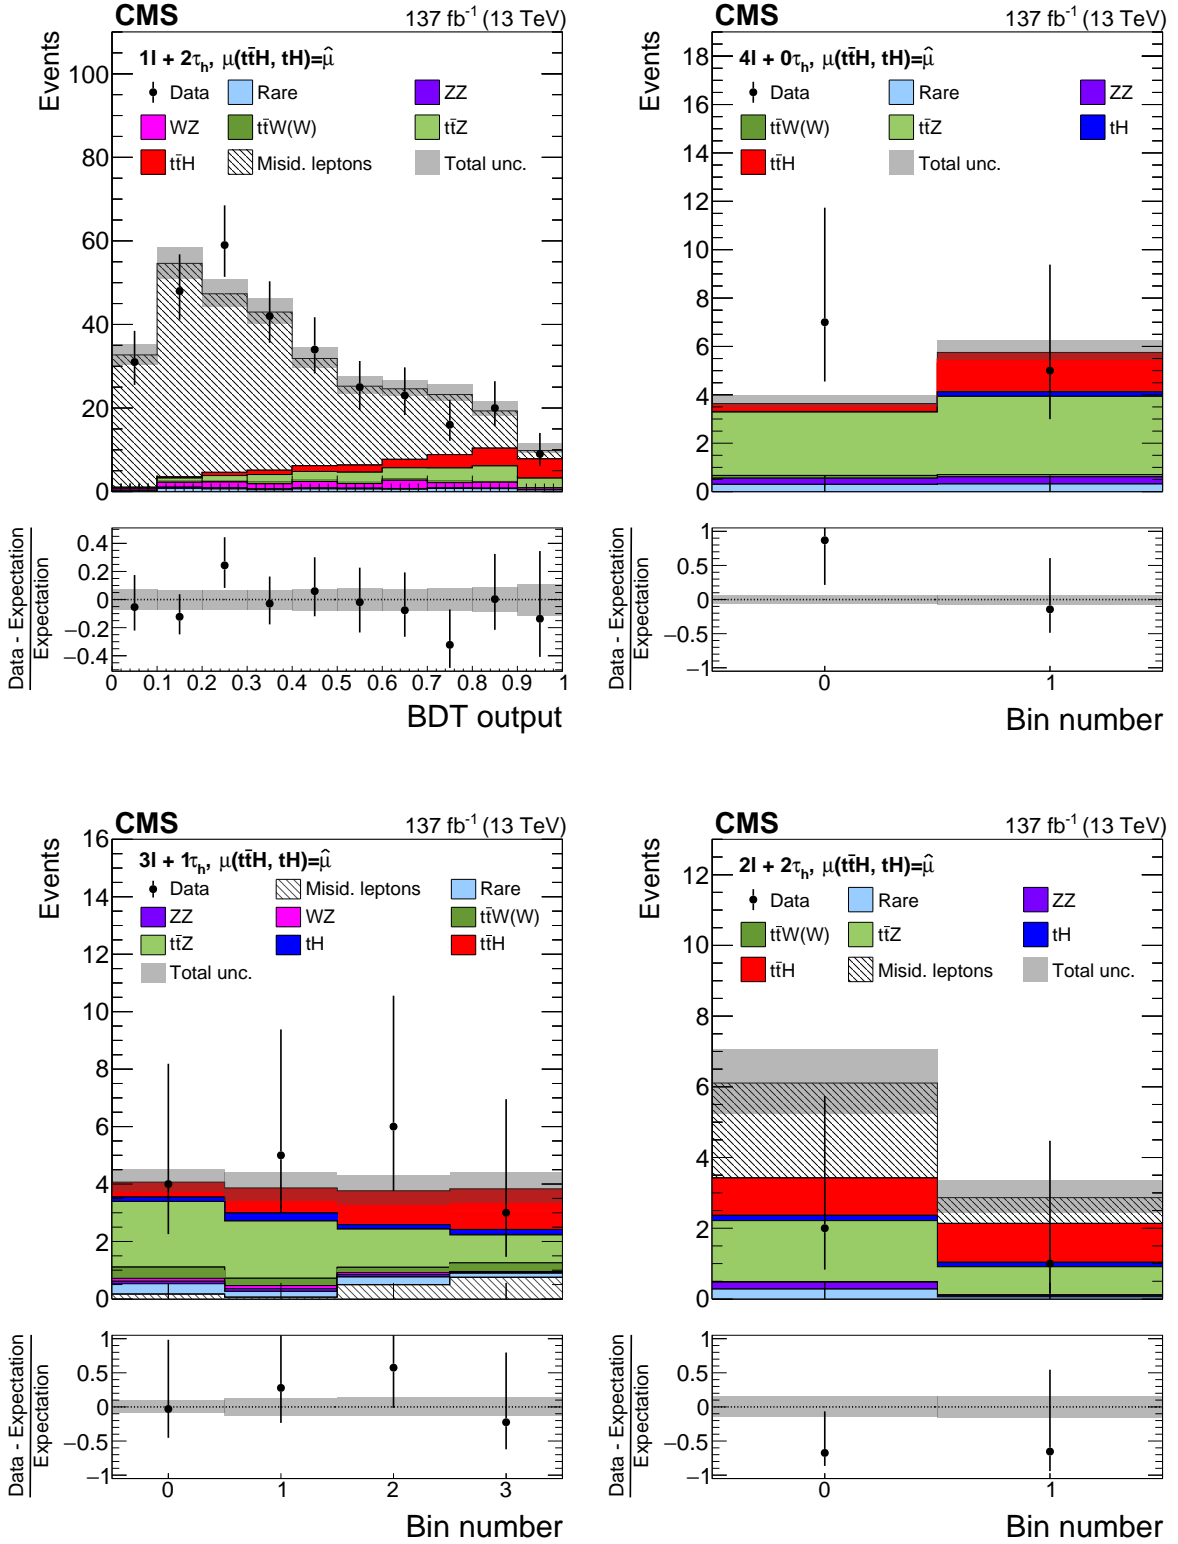 CMS 137 fb-1 (13 TeV)
Events
1l + 2τh, μ(tt̄H, tH)=μ̂
Data Rare ZZ
WZ tt̄W(W) tt̄Z
tt̄H Misid. leptons Total unc.
100
80
60
40
20
0
Data - Expectation
Expectation
0.4
0.2
0
−0.2
−0.4
0 0.1 0.2 0.3 0.4 0.5 0.6 0.7 0.8 0.9 1
BDT output
CMS 137 fb-1 (13 TeV)
Events
4l + 0τh, μ(tt̄H, tH)=μ̂
Data Rare ZZ
tt̄W(W) tt̄Z tH
tt̄H Total unc.
18
16
14
12
10
8
6
4
2
0
Data - Expectation
Expectation
1
0.5
0
−0.5
−1
0 1
Bin number
CMS 137 fb-1 (13 TeV)
Events
3l + 1τh, μ(tt̄H, tH)=μ̂
Data Misid. leptons Rare
ZZ WZ tt̄W(W)
tt̄Z tH tt̄H
Total unc.
16
14
12
10
8
6
4
2
0
Data - Expectation
Expectation
1
0.5
0
−0.5
−1
0 1 2 3
Bin number
CMS 137 fb-1 (13 TeV)
Events
2l + 2τh, μ(tt̄H, tH)=μ̂
Data Rare ZZ
tt̄W(W) tt̄Z tH
tt̄H Misid. leptons Total unc.
12
10
8
6
4
2
0
Data - Expectation
Expectation
1
0.5
0
−0.5
−1
0 1
Bin number